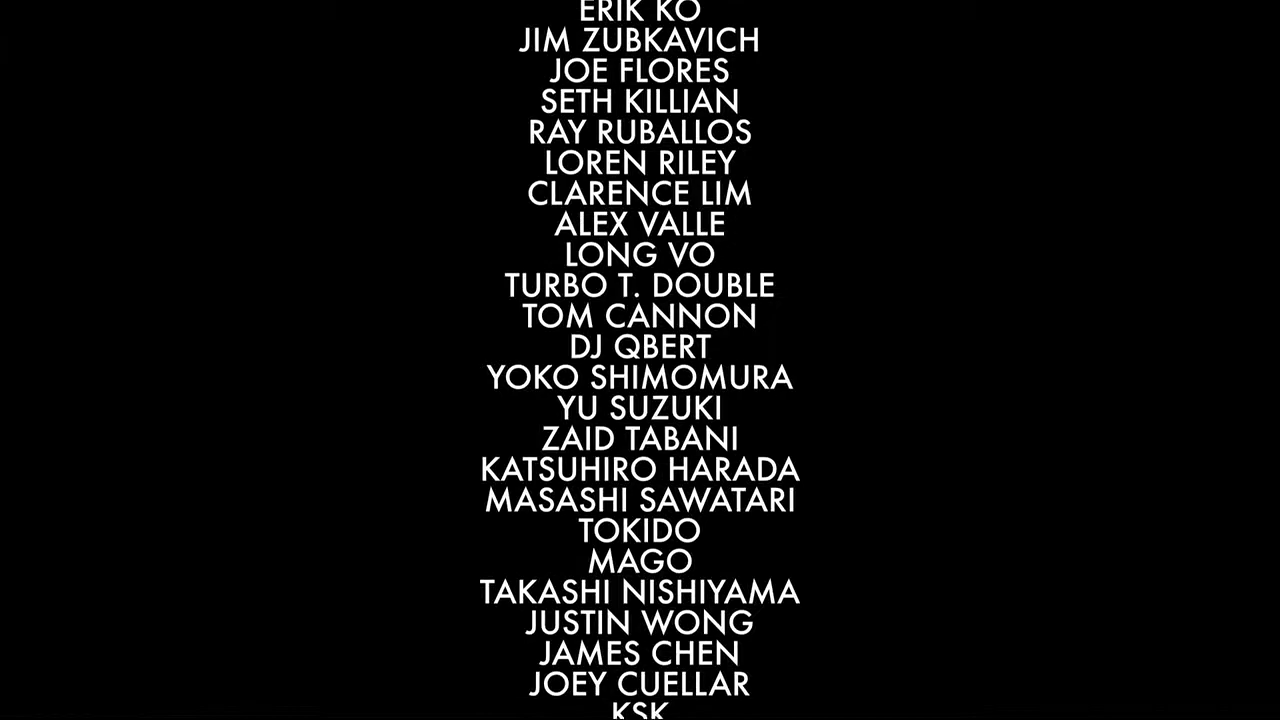 ERIK KO
JIM ZUBKAVICH
JOE FLORES
SETH KILLIAN
RAY RUBALLOS
LOREN RILEY
CLARENCE LIM
ALEX VALLE
LONG VO
TURBO T. DOUBLE
TOM CANNON
DJ QBERT
YOKO SHIMOMURA
YU SUZUKI
ZAID TABANI
KATSUHIRO HARADA
MASASHI SAWATARI
TOKIDO
MAGO
TAKASHI NISHIYAMA
JUSTIN WONG
JAMES CHEN
JOEY CUELLAR
KSK